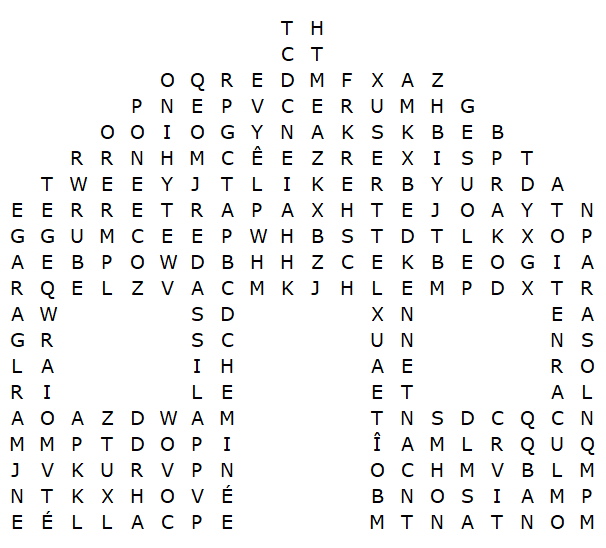 T H
C T
O Q R E D M F X A Z
P N E P V C E R U M H G
O O I O G Y N A K S K B E B
R R N H M C Ê E Z R E X I S P T
T W E E Y J T L I K E R B Y U R D A
E E R R E T R A P A X H T E J O A Y T N
G G U M C E E P W H B S T D T L K X O P
A E B P O W D B H H Z C E K B E O G I A
R Q E L Z V A C M K J H L E M P D X T R
A W S D X N E A
G R S C U N N S
L A I H A E R O
R I L E E T A L
A O A Z D W A M T N S D C Q C N
M M P T D O P I Î A M L R Q U Q
J V K U R V P N O C H M V B L M
N T K X H O V É B N O S I A M P
E É L L A C P E M T N A T N O M